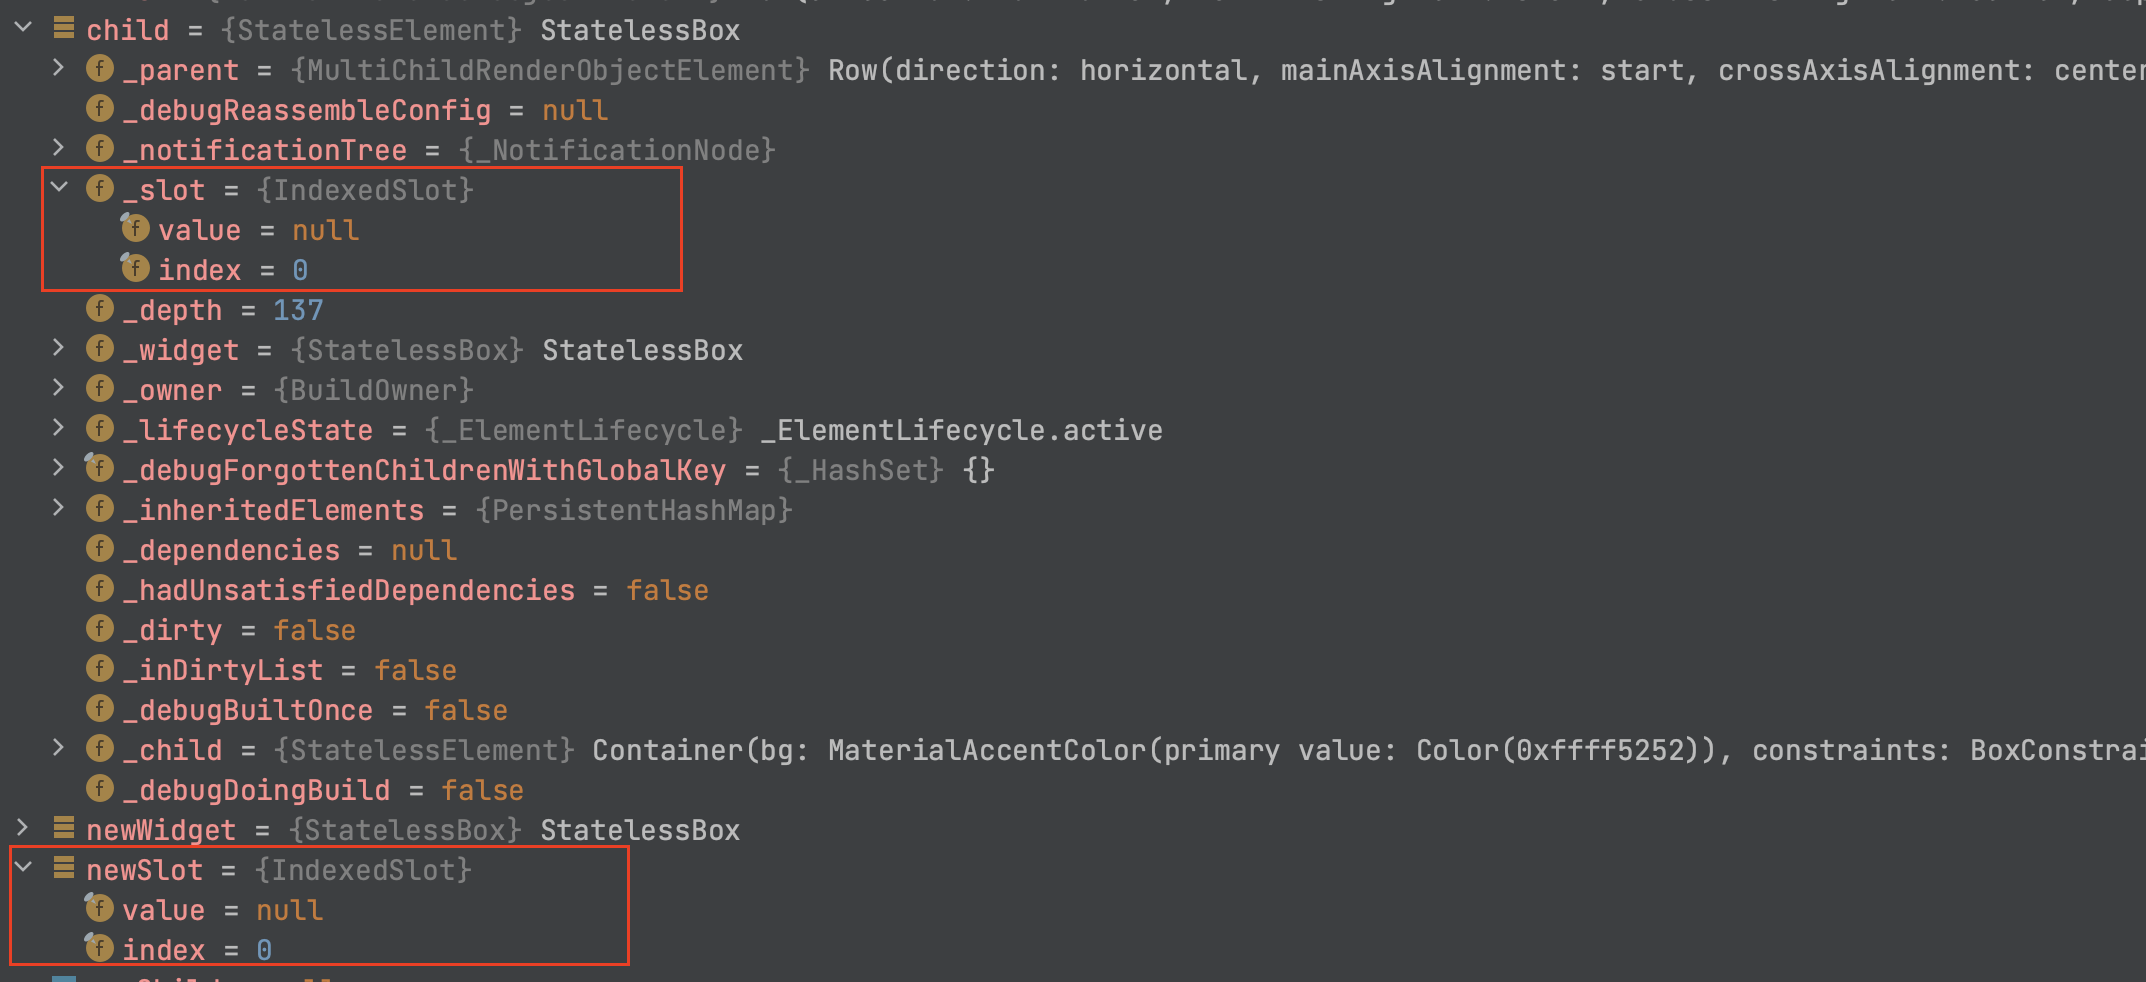 child = {StatelessElement} StatelessBox
f _parent = {MultiChildRenderObjectElement} Row(direction: horizontal, mainAxisAlignment: start, crossAxisAlignment: center
f _debugReassembleConfig = null
f _notificationTree = {_NotificationNode}
f _slot = {IndexedSlot}
f value = null
f index = 0
f _depth = 137
f _widget = {StatelessBox} StatelessBox
f _owner = {BuildOwner}
f _lifecycleState = {_ElementLifecycle} _ElementLifecycle.active
f _debugForgottenChildrenWithGlobalKey = {_HashSet} {}
f _inheritedElements = {PersistentHashMap}
f _dependencies = null
f _hadUnsatisfiedDependencies = false
f _dirty = false
f _inDirtyList = false
f _debugBuiltOnce = false
f _child = {StatelessElement} Container(bg: MaterialAccentColor(primary value: Color(0xffff5252)), constraints: BoxConstrai
f _debugDoingBuild = false
newWidget = {StatelessBox} StatelessBox
newSlot = {IndexedSlot}
f value = null
f index = 0